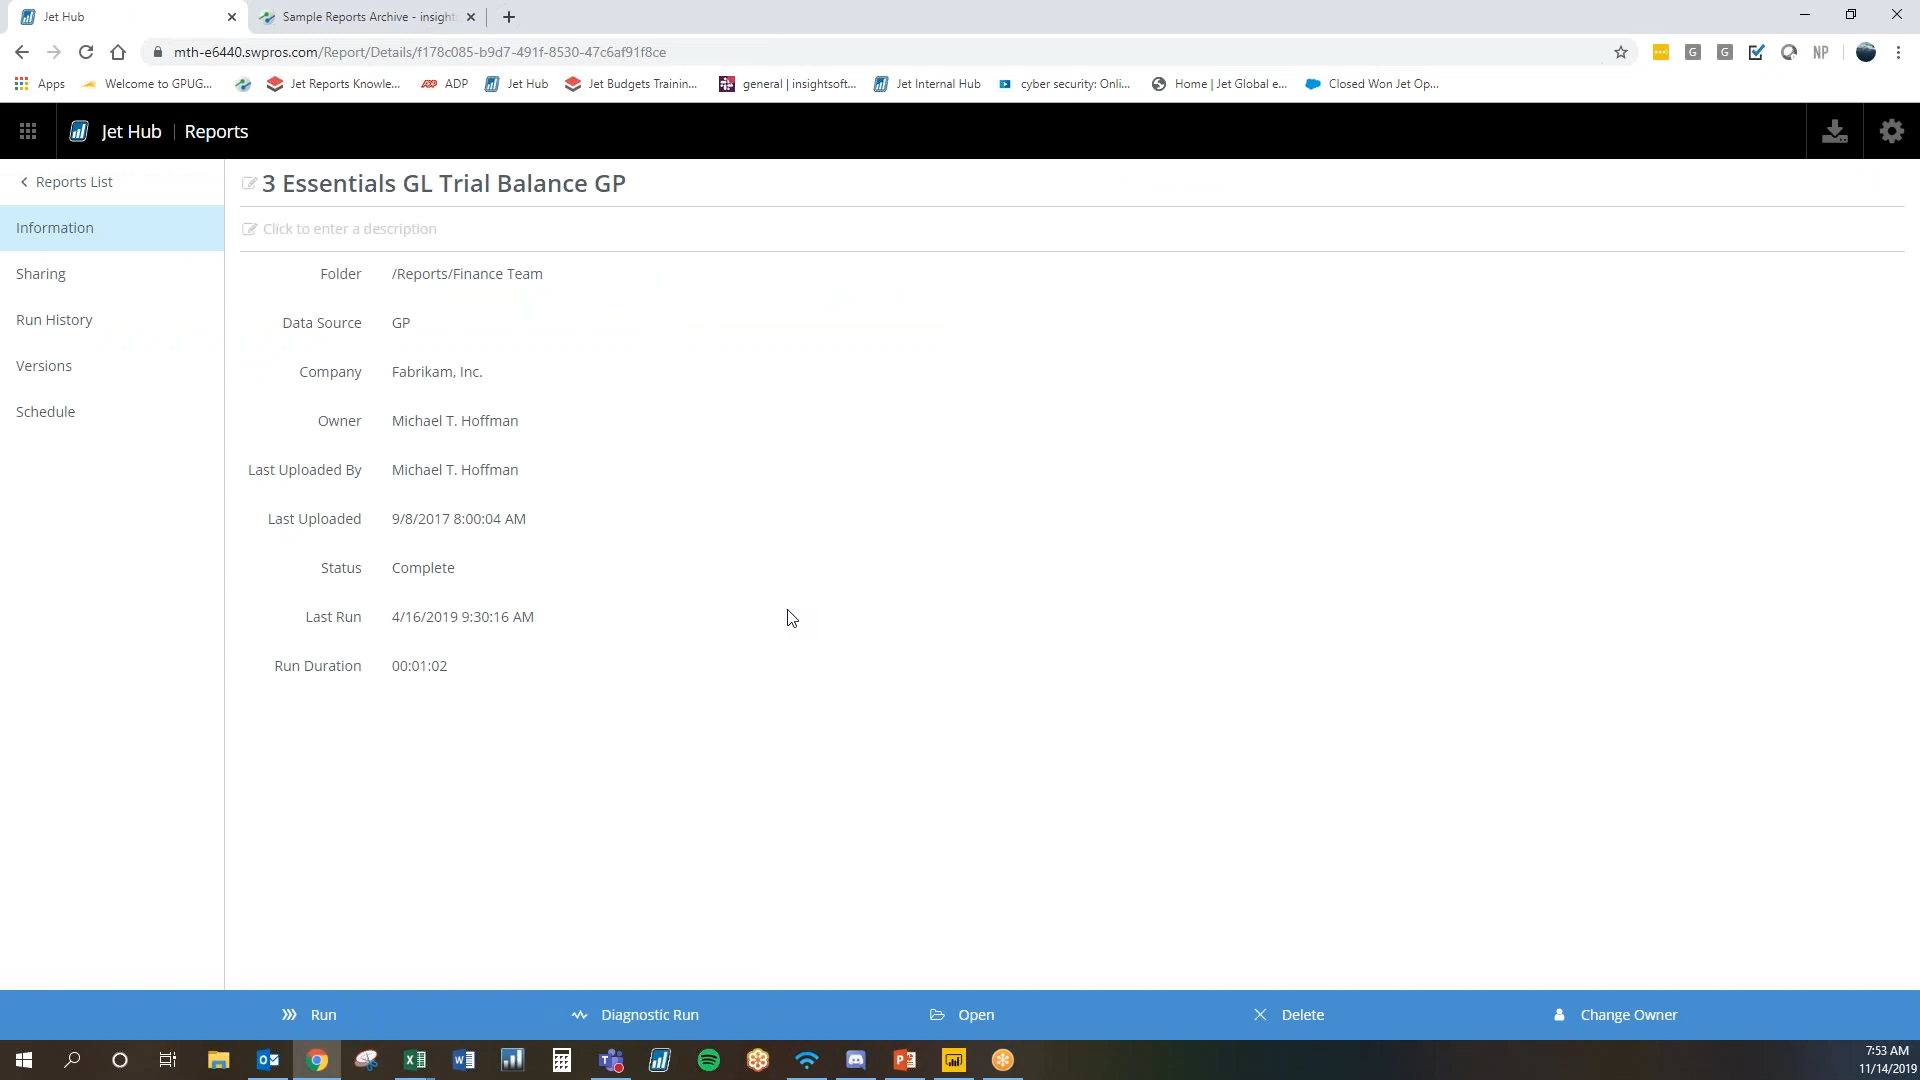 Jet Hub
Sample Reports Archive - insight
mth-e6440.swpros.com/Report/Details/f178c085-b9d7-491f-8530-47c6af91f8ce
G
G
NP
Apps
Welcome to GPUG...
Jet Reports Knowle...
ADP
Jet Hub
Jet Budgets Trainin...
general | insightsoft...
Jet Internal Hub
cyber security: Onli...
Home | Jet Global e...
Closed Won Jet Op...
Jet Hub | Reports
Reports List
Information
Sharing
Run History
Versions
Schedule
3 Essentials GL Trial Balance GP
Click to enter a description
Folder /Reports/Finance Team
Data Source GP
Company Fabrikam, Inc.
Owner Michael T. Hoffman
Last Uploaded By Michael T. Hoffman
Last Uploaded 9/8/2017 8:00:04 AM
Status Complete
Last Run 4/16/2019 9:30:16 AM
Run Duration 00:01:02
Run
Diagnostic Run
Open
Delete
Change Owner
7:53 AM
11/14/2019